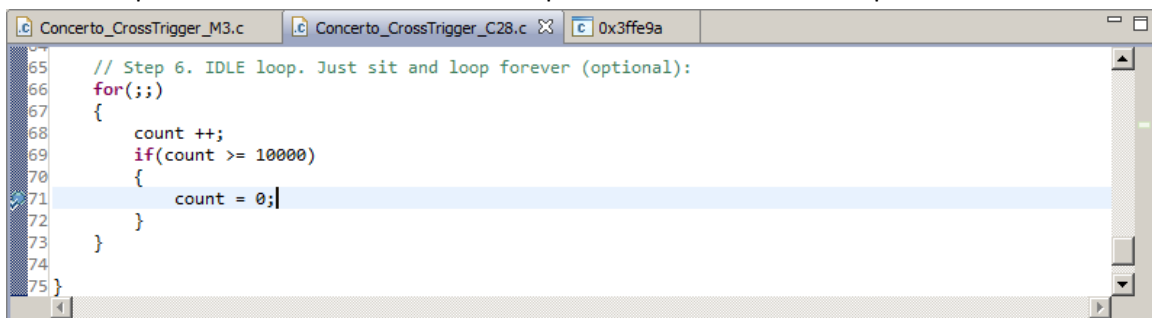 Concerto_CrossTrigger_M3.c Concerto_CrossTrigger_C28.c 0x3ffe9a
65 // Step 6. IDLE loop. Just sit and loop forever (optional):
66 for(;;)
67 {
68 count ++;
69 if(count >= 10000)
70 {
71 count = 0;
72 }
73 }
74
75 }